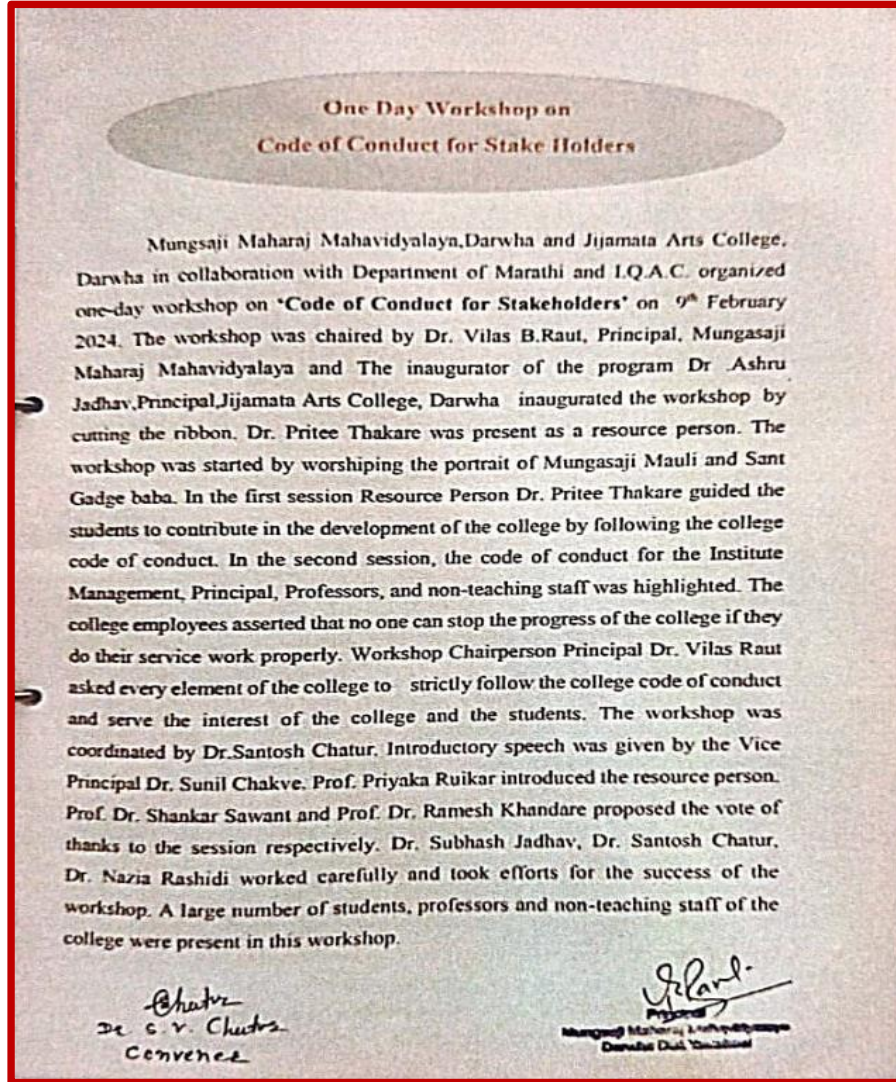 One Day Workshop on
Code of Conduct for Stake Holders
Mungsaji Maharaj Mahavidyalaya,Darwha and Jijamata Arts College,
Darwha in collaboration with Department of Marathi and I.Q.A.C. organized
one-day workshop on 'Code of Conduct for Stakeholders' on 9th February
2024. The workshop was chaired by Dr. Vilas B.Raut, Principal, Mungasaji
Maharaj Mahavidyalaya and The inaugurator of the program Dr .Ashru
Jadhav,Principal,Jijamata Arts College, Darwha inaugurated the workshop by
cutting the ribbon. Dr. Pritee Thakare was present as a resource person. The
workshop was started by worshiping the portrait of Mungasaji Mauli and Sant
Gadge baba. In the first session Resource Person Dr. Pritee Thakare guided the
students to contribute in the development of the college by following the college
code of conduct. In the second session, the code of conduct for the Institute
Management, Principal, Professors, and non-teaching staff was highlighted. The
college employees asserted that no one can stop the progress of the college if they
do their service work properly. Workshop Chairperson Principal Dr. Vilas Raut
asked every element of the college to strictly follow the college code of conduct
and serve the interest of the college and the students. The workshop was
coordinated by Dr.Santosh Chatur. Introductory speech was given by the Vice
Principal Dr. Sunil Chakve. Prof. Priyaka Ruikar introduced the resource person.
Prof. Dr. Shankar Sawant and Prof. Dr. Ramesh Khandare proposed the vote of
thanks to the session respectively. Dr. Subhash Jadhav, Dr. Santosh Chatur,
Dr. Nazia Rashidi worked carefully and took efforts for the success of the
workshop. A large number of students, professors and non-teaching staff of the
college were present in this workshop.
Principal
Mungsaji Maharaj Mahavidyalaya
Darwha Dist.